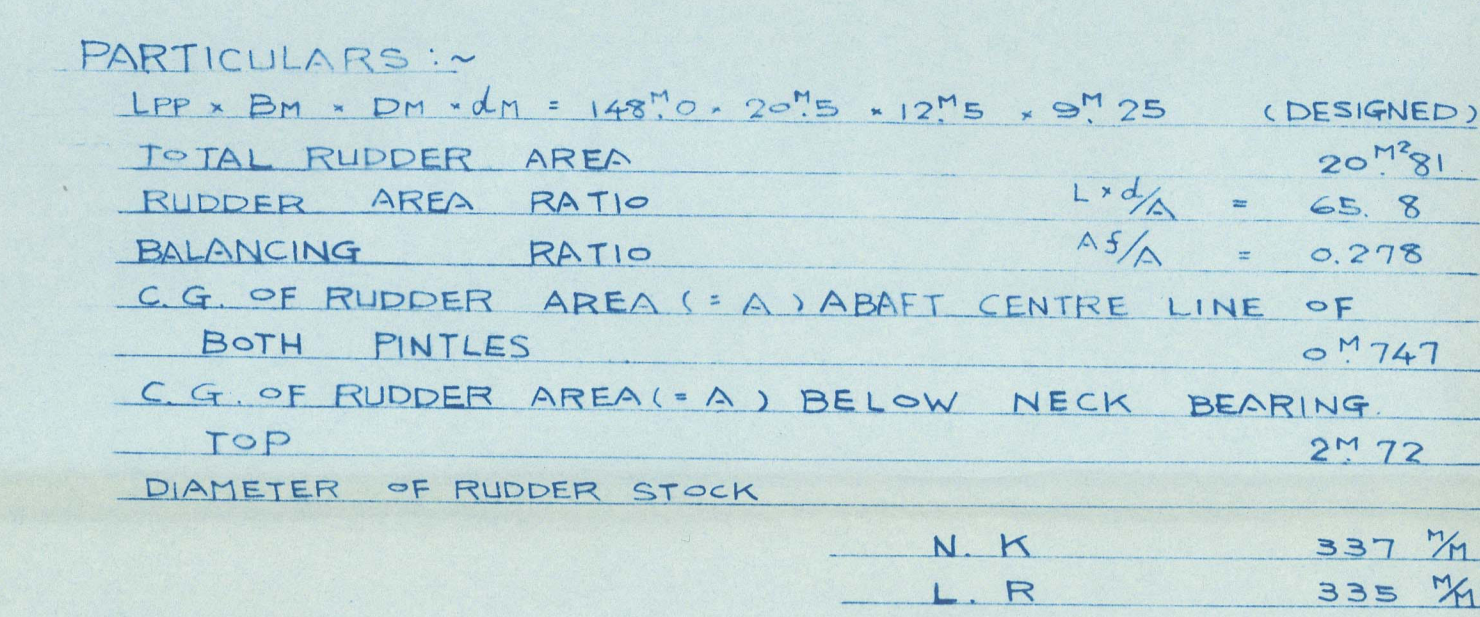 PARTICULARS :~
LPP × BM × DM × dM = 148.ᴹ0 × 20.ᴹ5 × 12.ᴹ5 × 9.ᴹ25 (DESIGNED)
TOTAL RUDDER AREA 20.ᴹ²81
RUDDER AREA RATIO L×d/A = 65.8
BALANCING RATIO Af/A = 0.278
C.G. OF RUDDER AREA (= A) ABAFT CENTRE LINE OF
BOTH PINTLES 0.ᴹ747
C.G. OF RUDDER AREA (= A) BELOW NECK BEARING
TOP 2.ᴹ72
DIAMETER OF RUDDER STOCK
N. K 337 M/M
L. R 335 M/M